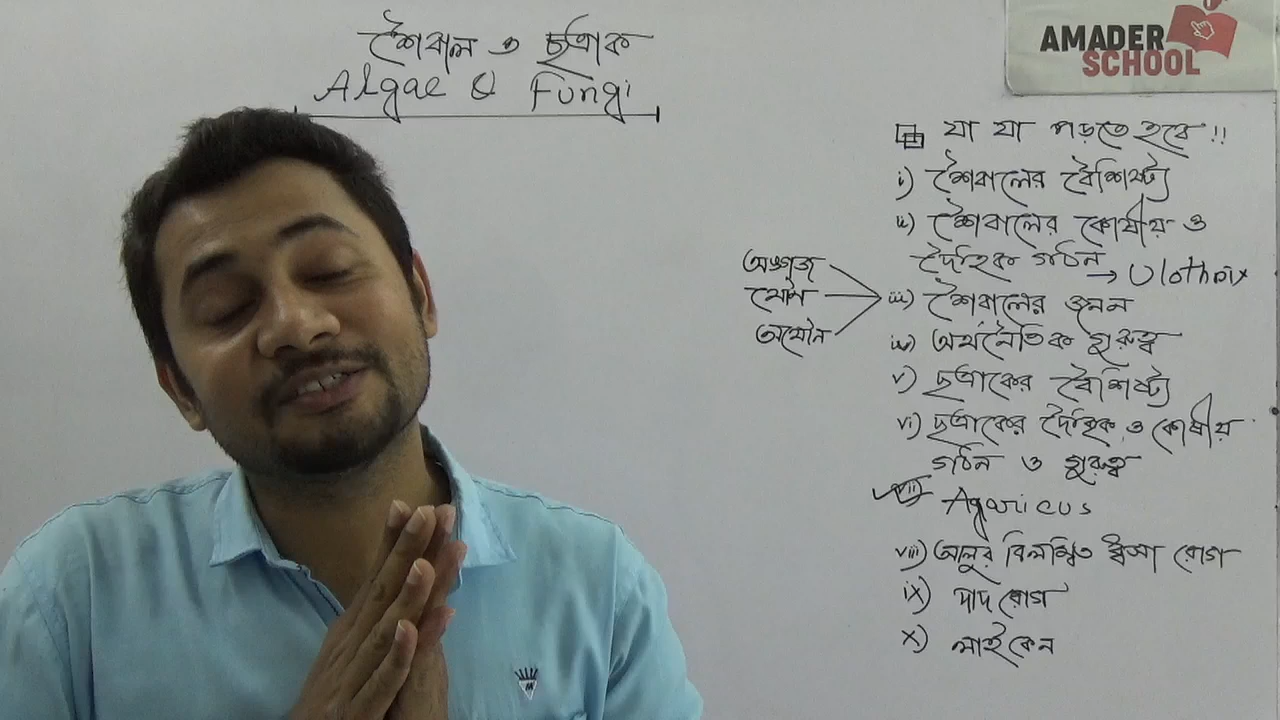 শৈবাল ও ছত্রাক
Algae & Fungi
AMADER
SCHOOL
যা যা পড়তে হবে !!
i) শৈবালের বৈশিষ্ট্য
ii) শৈবালের কোষীয় ও
দৈহিক গঠন → Ulothrix
অঙ্গজ
যৌন
অযৌন
iii) শৈবালের জনন
iv) অর্থনৈতিক গুরুত্ব
v) ছত্রাকের বৈশিষ্ট্য
vi) ছত্রাকের দৈহিক ও কোষীয়
গঠন ও গুরুত্ব
vii) Agaricus
viii) আলুর বিলম্বিত ধ্বসা রোগ
ix) দাদ রোগ
x) লাইকেন